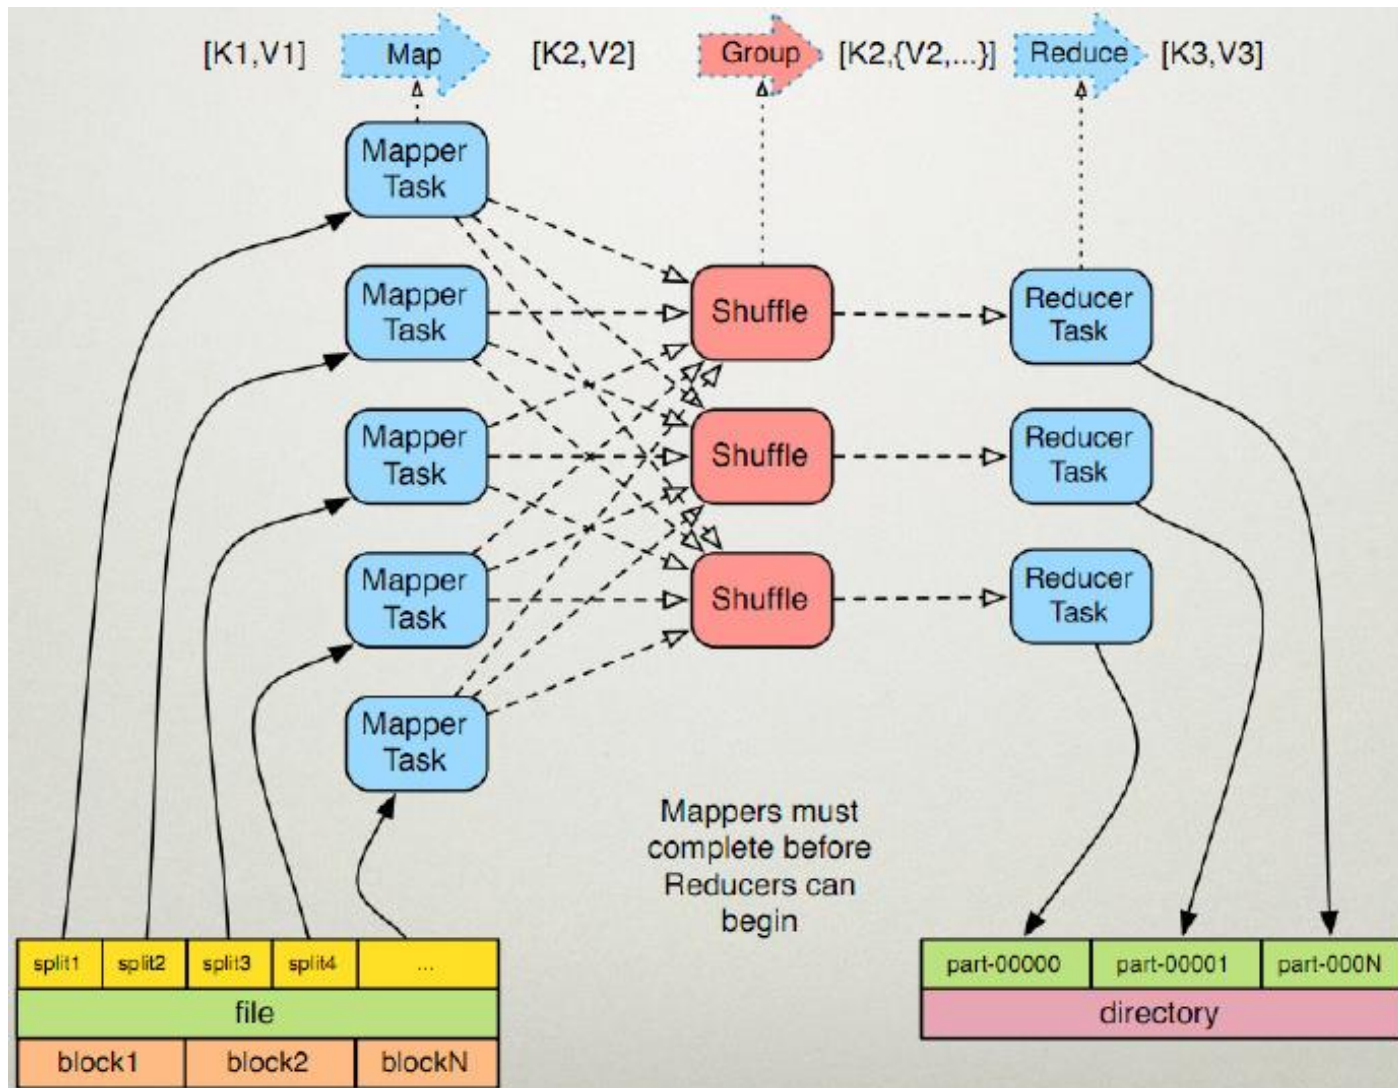 [K1,V1] Map [K2,V2] Group [K2,{V2,...}] Reduce [K3,V3]
Mapper
Task
Mapper
Task
Shuffle
Reducer
Task
Mapper
Task
Shuffle
Reducer
Task
Mapper
Task
Shuffle
Reducer
Task
Mapper
Task
Mappers must
complete before
Reducers can
begin
split1 split2 split3 split4 ...
file
block1 block2 blockN
part-00000 part-00001 part-000N
directory